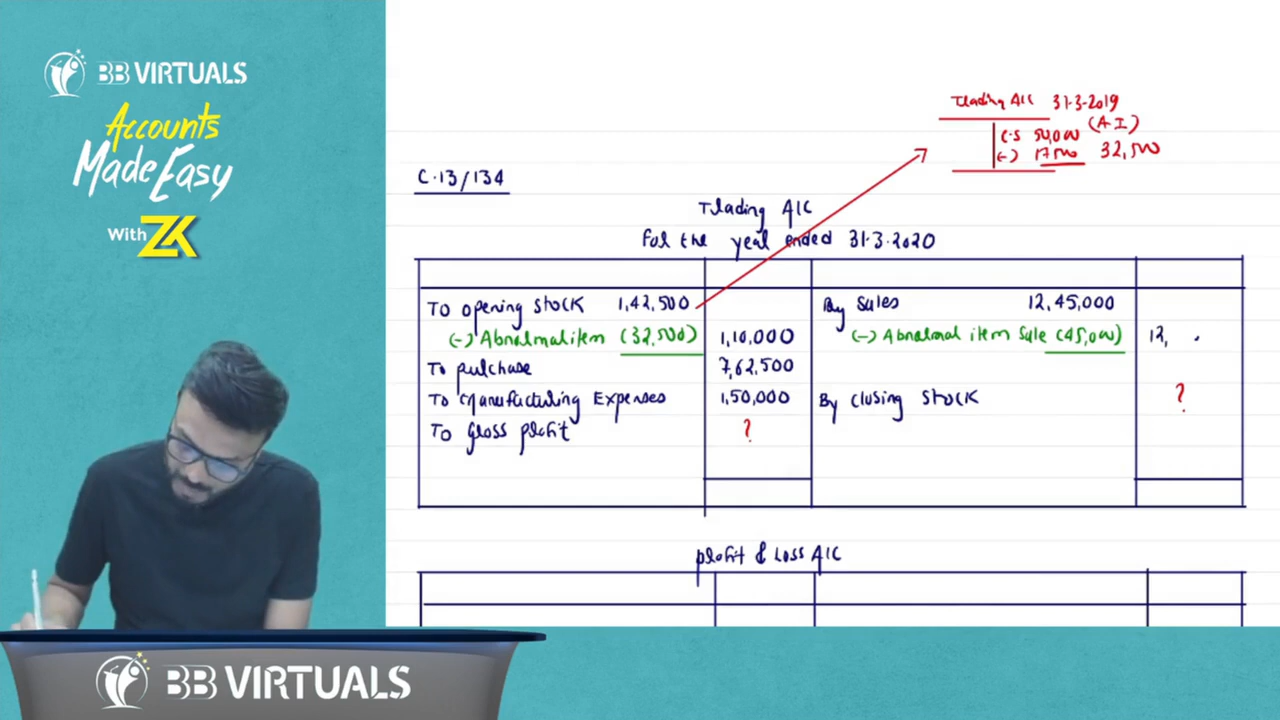 BB VIRTUALS
Accounts
Made Easy
With ZK
Trading A/C 31-3-2019
(A I)
C.S 50,000
(-) 17500 32,500
C.13/134
Trading A/C
For the year ended 31.3.2020
To opening stock 1,42,500
(-) Abnormal item (32,500) 1,10,000
To purchase 7,62,500
To Manufacturing Expenses 1,50,000
To Gross profit ?
By Sales 12,45,000
(-) Abnormal item Sale (45,000) 12,
By closing stock ?
profit & Loss A/C
BB VIRTUALS